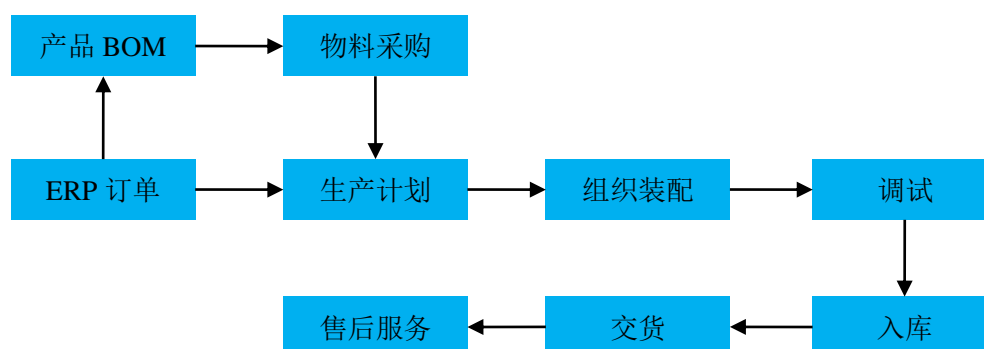 产品 BOM
物料采购
ERP 订单
生产计划
组织装配
调试
售后服务
交货
入库